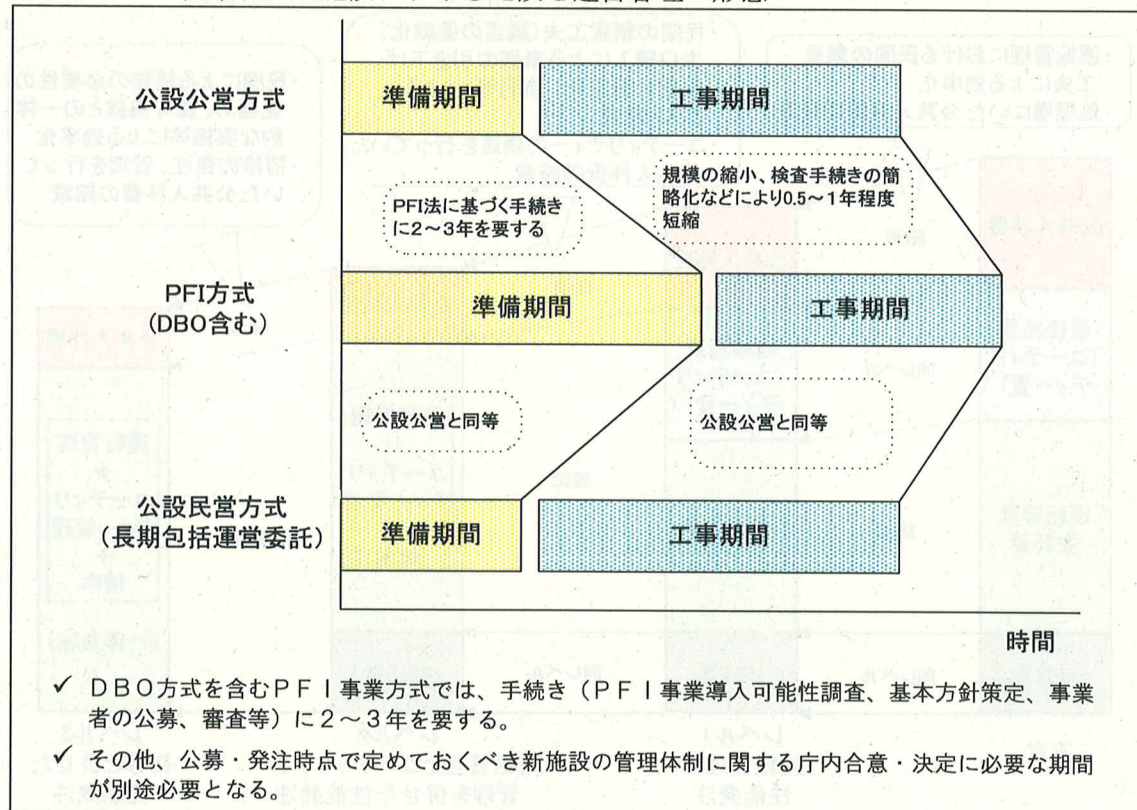 公設公営方式
準備期間
工事期間
PFI法に基づく手続き
に2～3年を要する
規模の縮小、検査手続きの簡
略化などにより0.5～1年程度
短縮
PFI方式
(DBO含む)
準備期間
工事期間
公設公営と同等
公設公営と同等
公設民営方式
(長期包括運営委託)
準備期間
工事期間
時間
✓ DBO方式を含むPFI事業方式では、手続き（PFI事業導入可能性調査、基本方針策定、事業
者の公募、審査等）に2～3年を要する。
✓ その他、公募・発注時点で定めておくべき新施設の管理体制に関する庁内合意・決定に必要な期間
が別途必要となる。